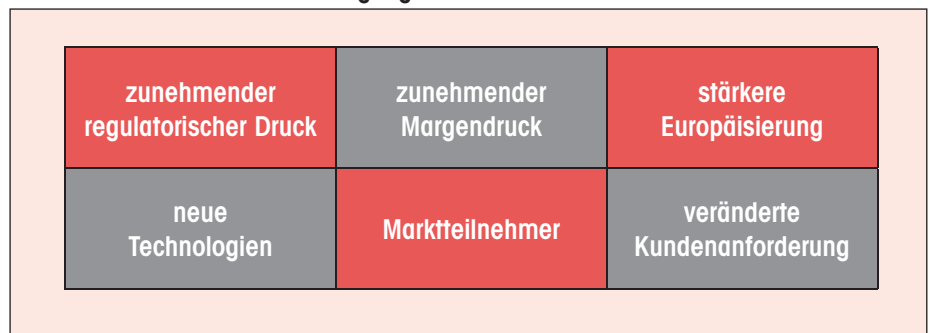 zunehmender
regulatorischer Druck
zunehmender
Margendruck
stärkere
Europäisierung
neue
Technologien
Marktteilnehmer
veränderte
Kundenanforderung